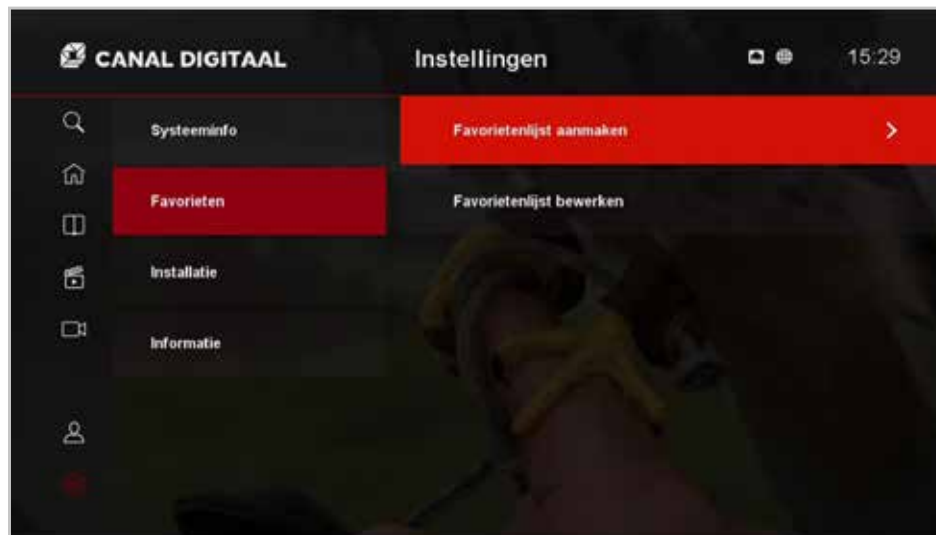 CANAL DIGITAAL
Instellingen
15:29
Systeeminfo
Favorietenlijst aanmaken
Favorieten
Favorietenlijst bewerken
Installatie
Informatie